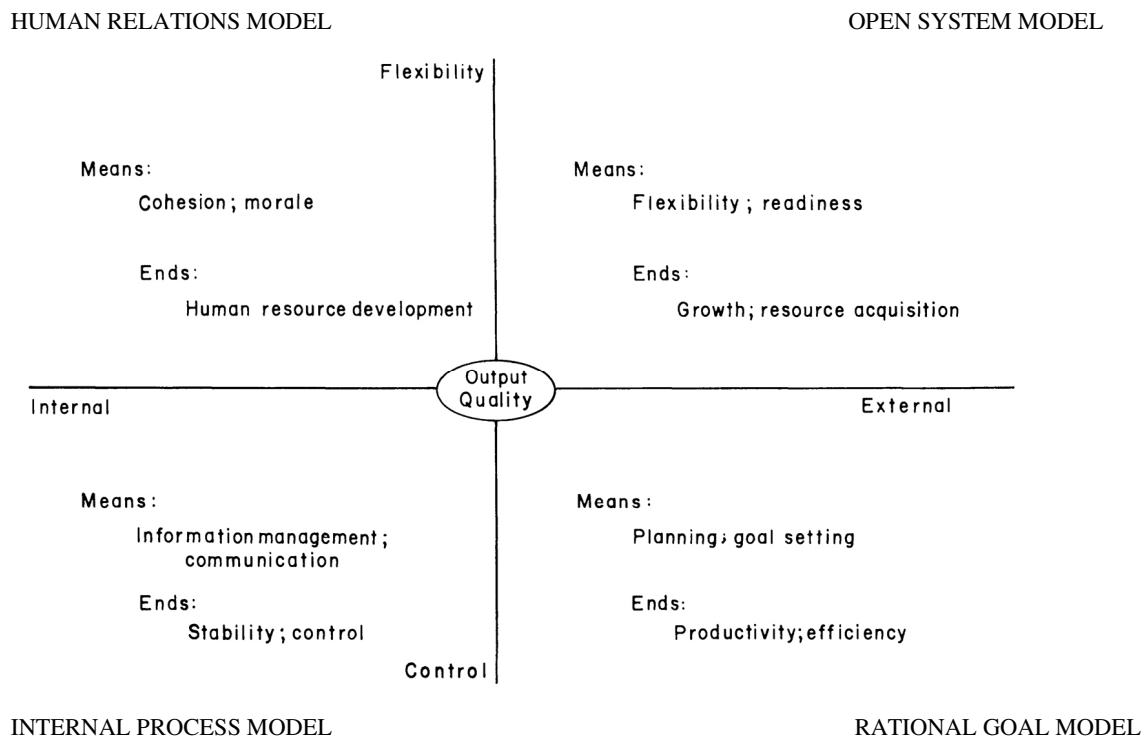 HUMAN RELATIONS MODEL
OPEN SYSTEM MODEL
Flexibility
Means:
Cohesion; morale
Ends:
Human resource development
Means:
Flexibility; readiness
Ends:
Growth; resource acquisition
Output
Quality
Internal
External
Means:
Information management;
communication
Ends:
Stability; control
Means:
Planning; goal setting
Ends:
Productivity; efficiency
Control
INTERNAL PROCESS MODEL
RATIONAL GOAL MODEL